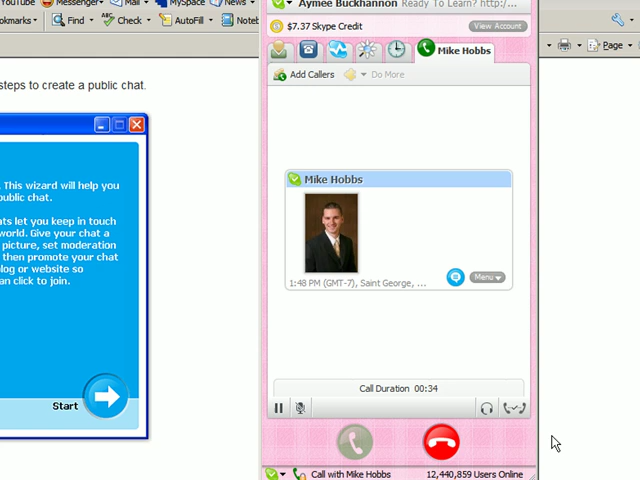 YouTube Messenger Mail MySpace News
Aymee Buckhannon Ready To Learn? http:/...
okmarks Find Check AutoFill Noteb
$7.37 Skype Credit View Account
Page
Mike Hobbs
Add Callers Do More
steps to create a public chat.
. This wizard will help you
public chat.
ats let you keep in touch
world. Give your chat a
picture, set moderation
then promote your chat
log or website so
an click to join.
Start
Mike Hobbs
1:48 PM (GMT-7), Saint George, ...
Menu
Call Duration 00:34
Call with Mike Hobbs 12,440,859 Users Online